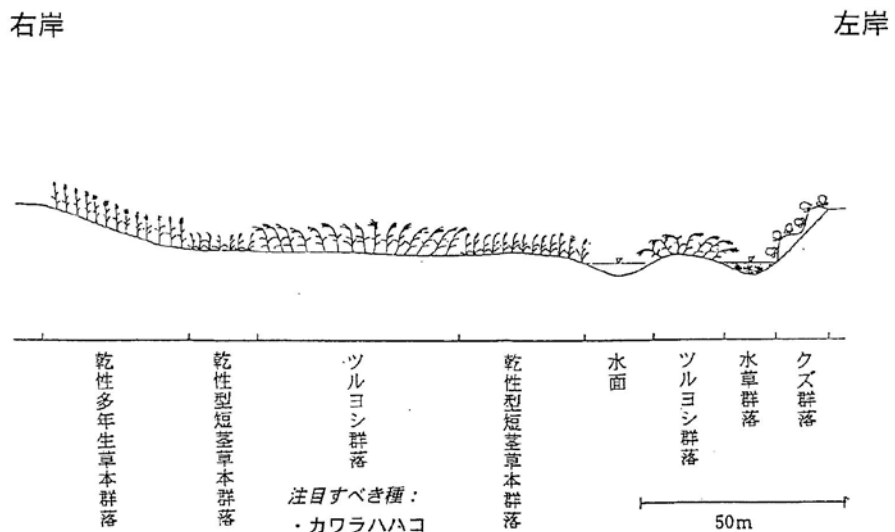 右岸
左岸
乾性多年生草本群落
乾性型短茎草本群落
ツルヨシ群落
乾性型短茎草本群落
水面
ツルヨシ群落
水草群落
クズ群落
注目すべき種：
・カワラハハコ
50m